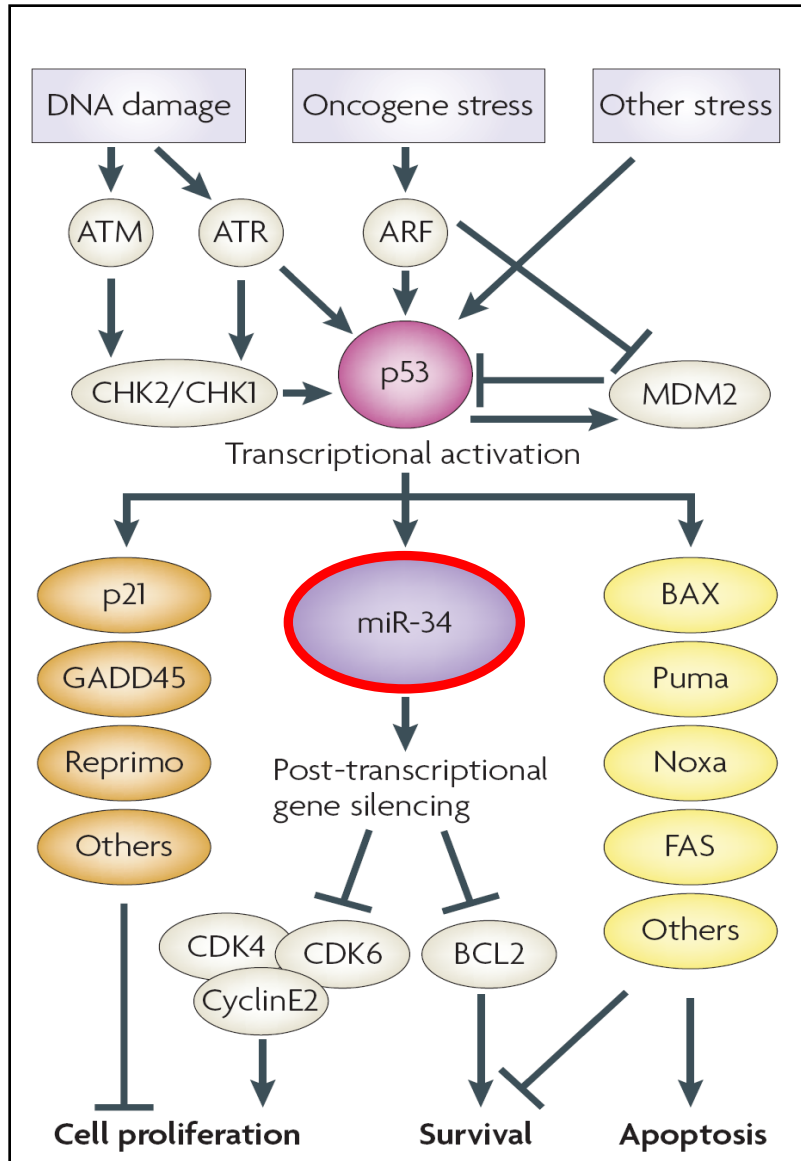 DNA damage
Oncogene stress
Other stress
ATM
ATR
ARF
CHK2/CHK1
p53
MDM2
Transcriptional activation
p21
miR-34
BAX
GADD45
Puma
Reprimo
Post-transcriptional
gene silencing
Noxa
Others
FAS
CDK4
CDK6
BCL2
Others
CyclinE2
Cell proliferation
Survival
Apoptosis